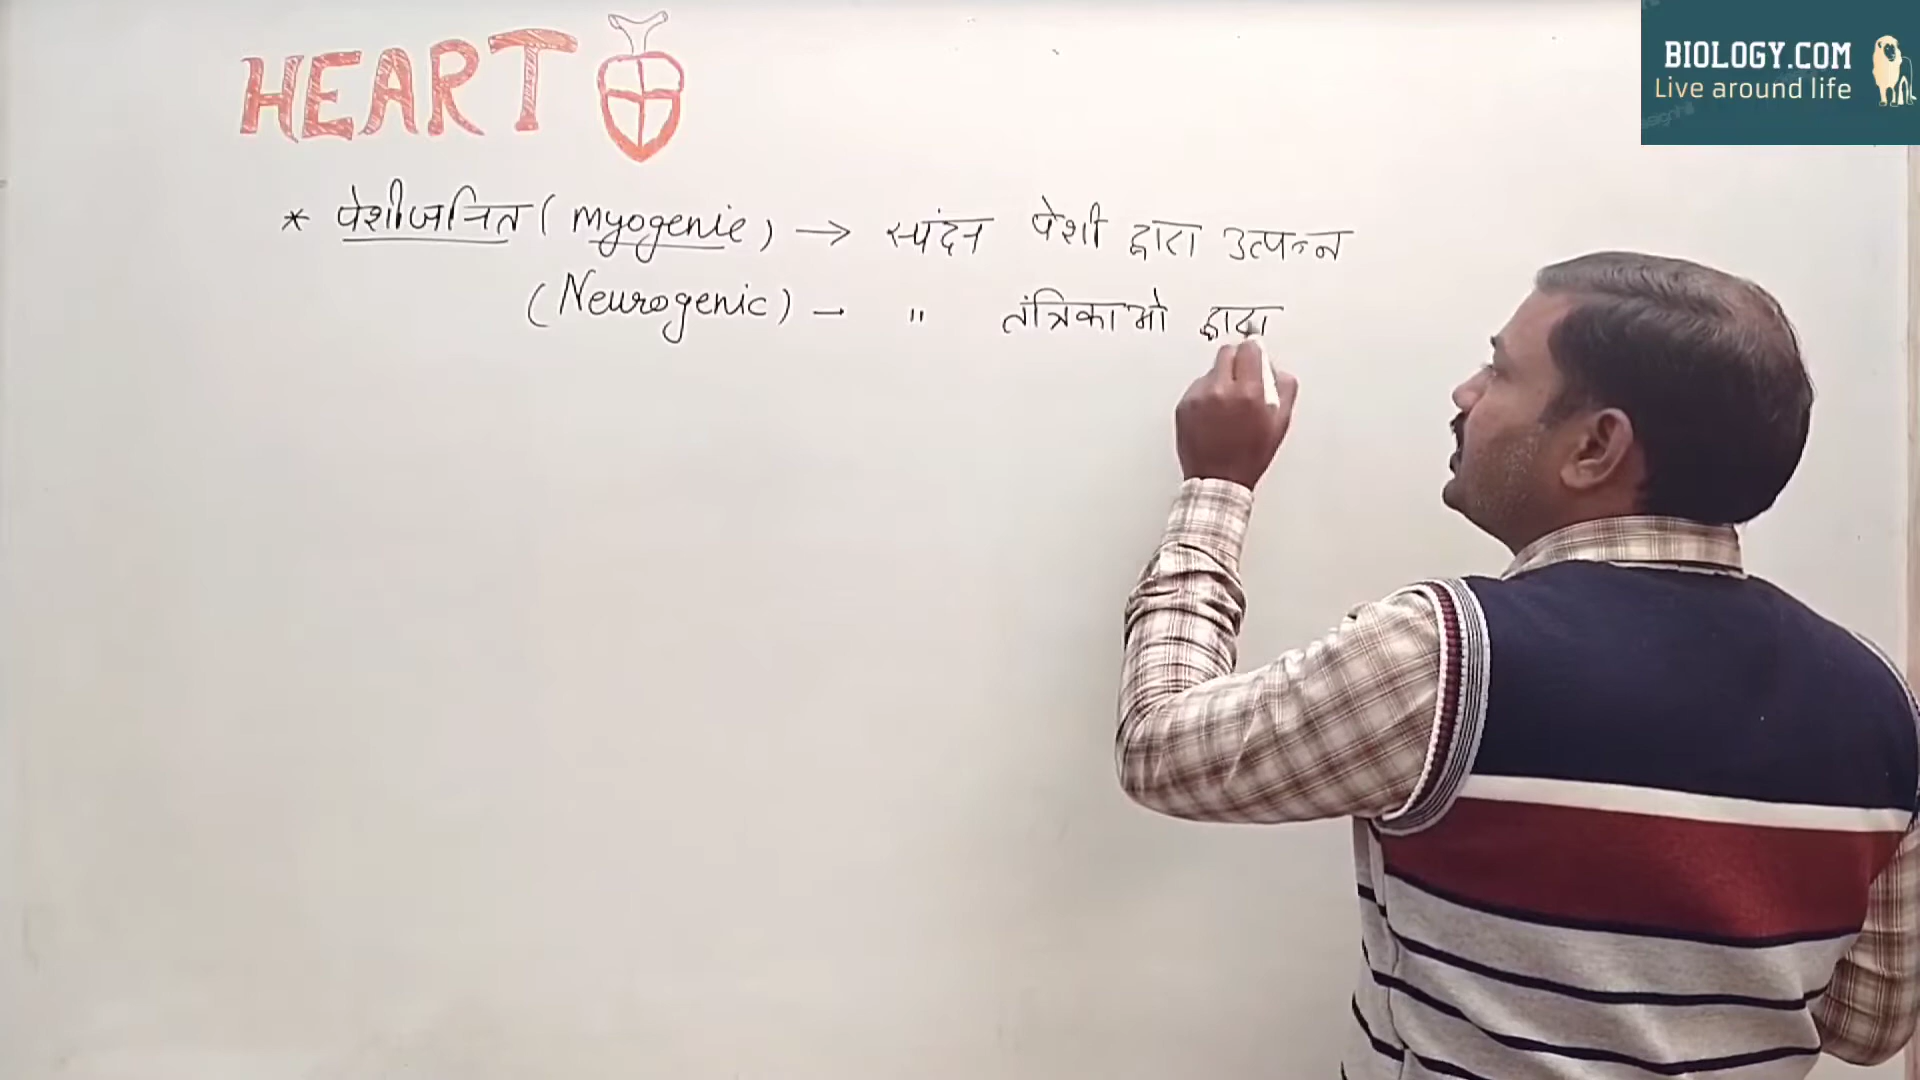 HEART
BIOLOGY.COM
Live around life
* पेशीजनित ( myogenic ) → स्पंदन पेशी द्वारा उत्पन्न
( Neurogenic ) – " तंत्रिकाओ द्वारा